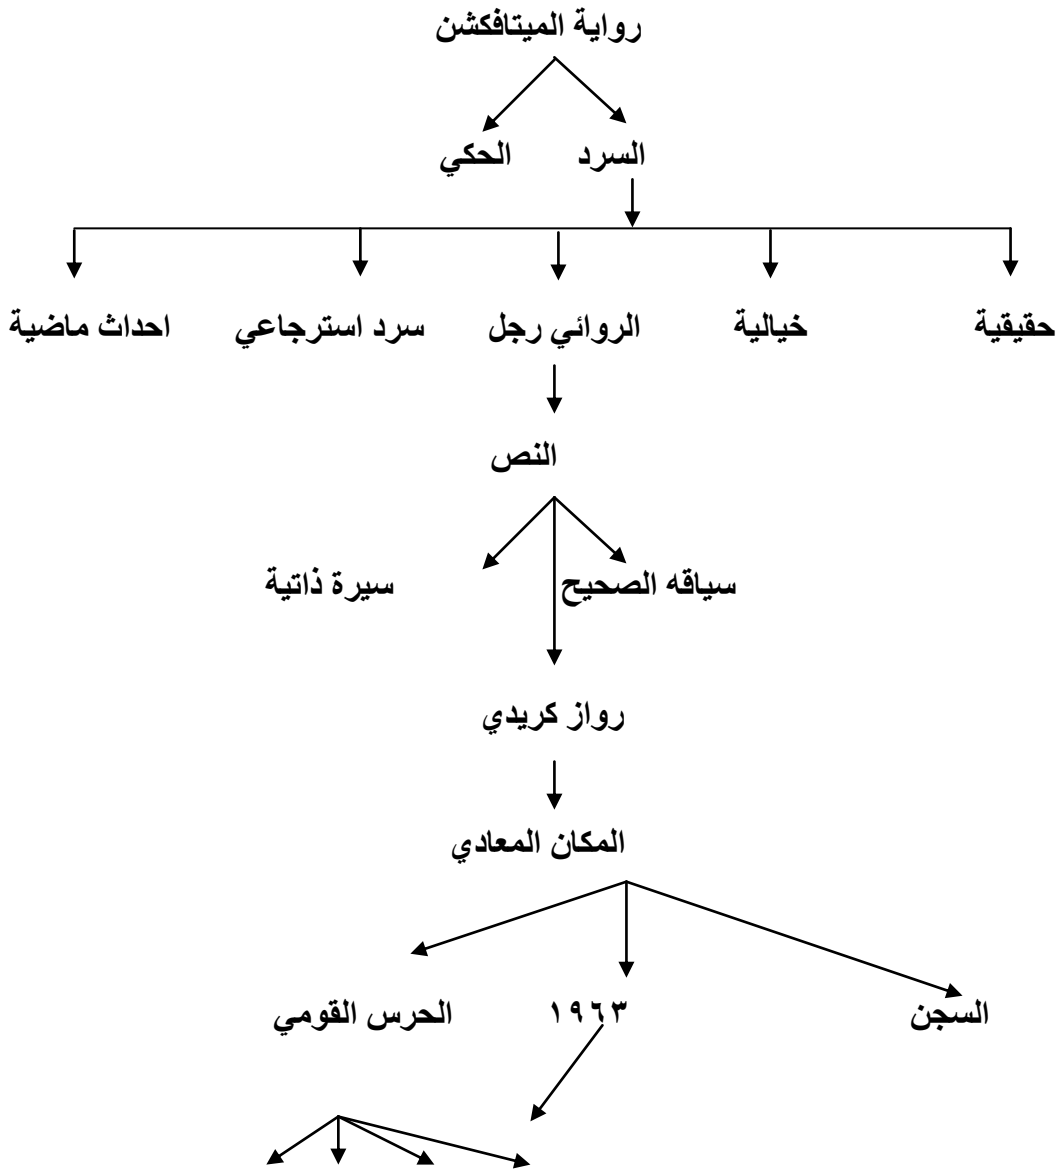 رواية الميتافكشن
السرد الحكي
حقيقية خيالية الروائي رجل سرد استرجاعي احداث ماضية
النص
سياقه الصحيح سيرة ذاتية
رواز كريدي
المكان المعادي
السجن ١٩٦٣ الحرس القومي